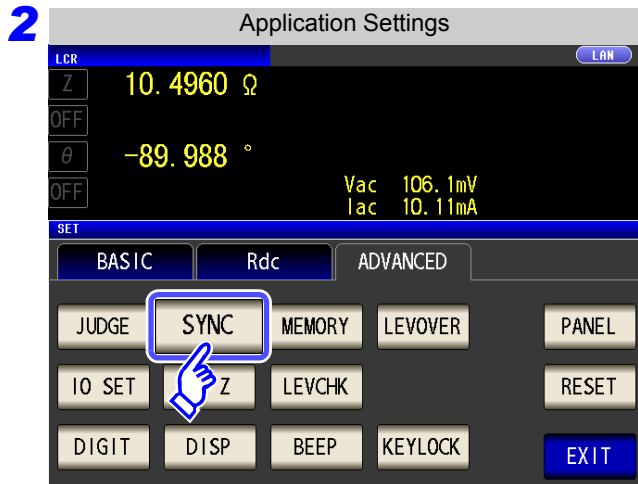 2 Application Settings
LCR LAN
Z 10.4960 Ω
OFF
θ -89.988 °
OFF Vac 106.1mV
Iac 10.11mA
SET
BASIC Rdc ADVANCED
JUDGE SYNC MEMORY LEVOVER PANEL
IO SET Z LEVCHK RESET
DIGIT DISP BEEP KEYLOCK EXIT